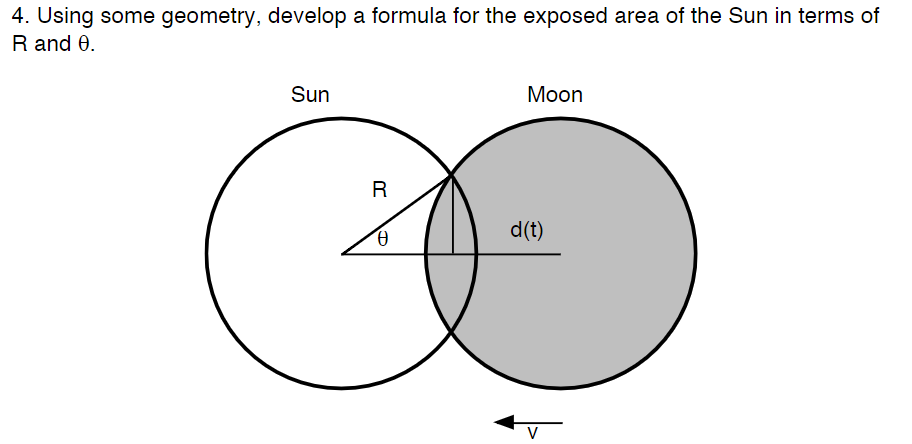 4. Using some geometry, develop a formula for the exposed area of the Sun in terms of
R and θ.
Sun
Moon
R
θ
d(t)
v